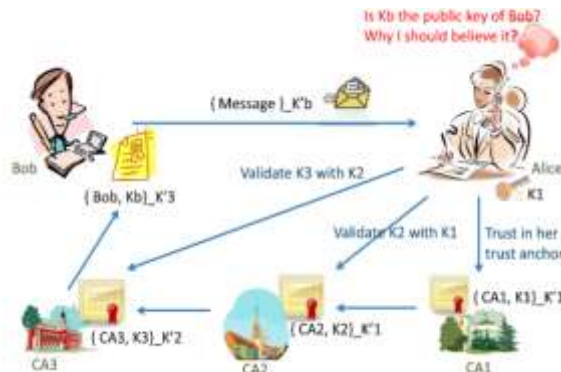 Is Kb the public key of Bob?
Why I should believe it?
{ Message }_K'b
Bob
Alice
K1
Validate K3 with K2
{ Bob, Kb}_K'3
Validate K2 with K1
Trust in her
trust anchor
{ CA1, K1}_K'1
{ CA2, K2}_K'1
{ CA3, K3}_K'2
CA3
CA2
CA1